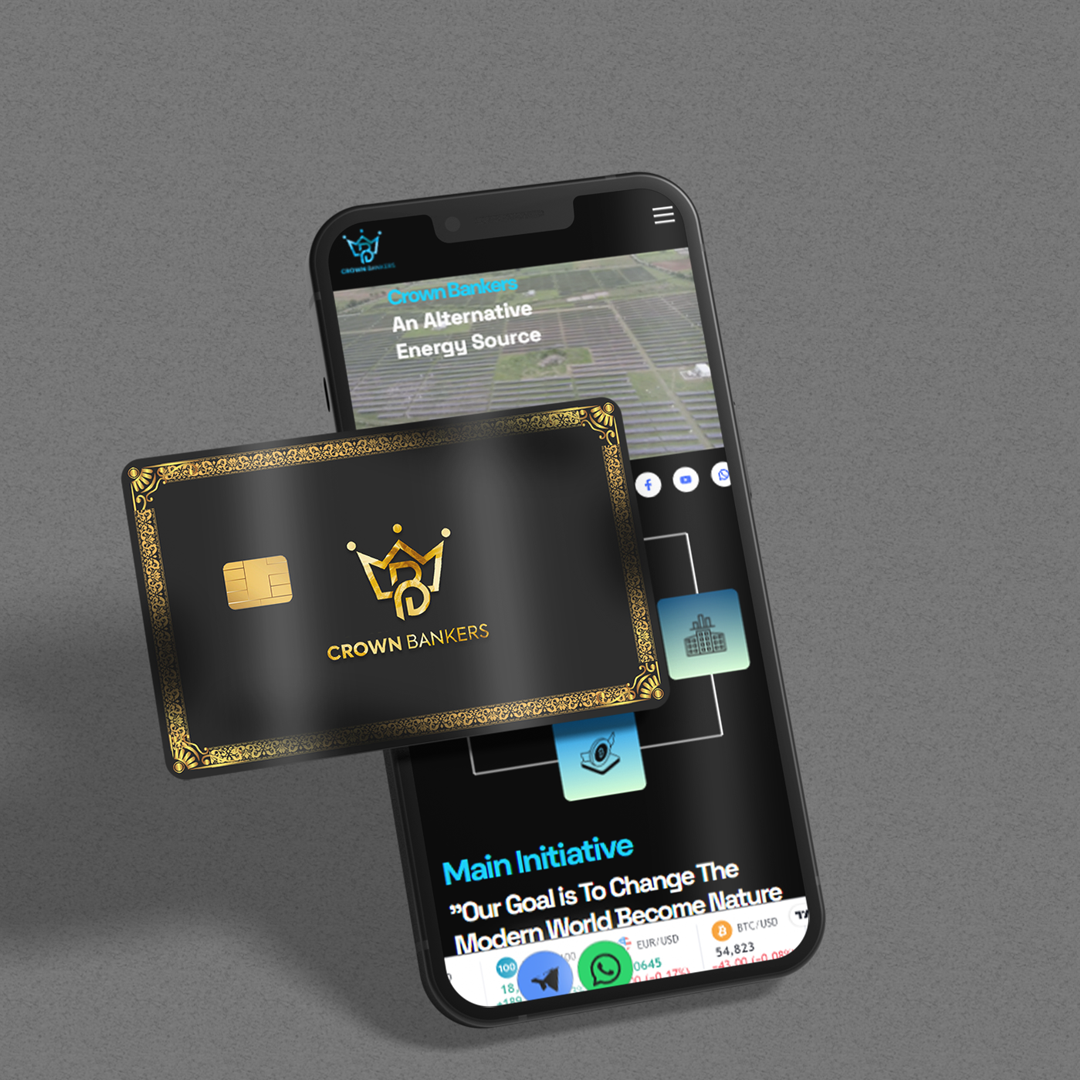 CROWN BANKERS
Crown Bankers
An Alternative
Energy Source
CROWN BANKERS
Main Initiative
”Our Goal is To Change The
Modern World Become Nature
100
EUR/USD
BTC/USD
54,823
0645
18,